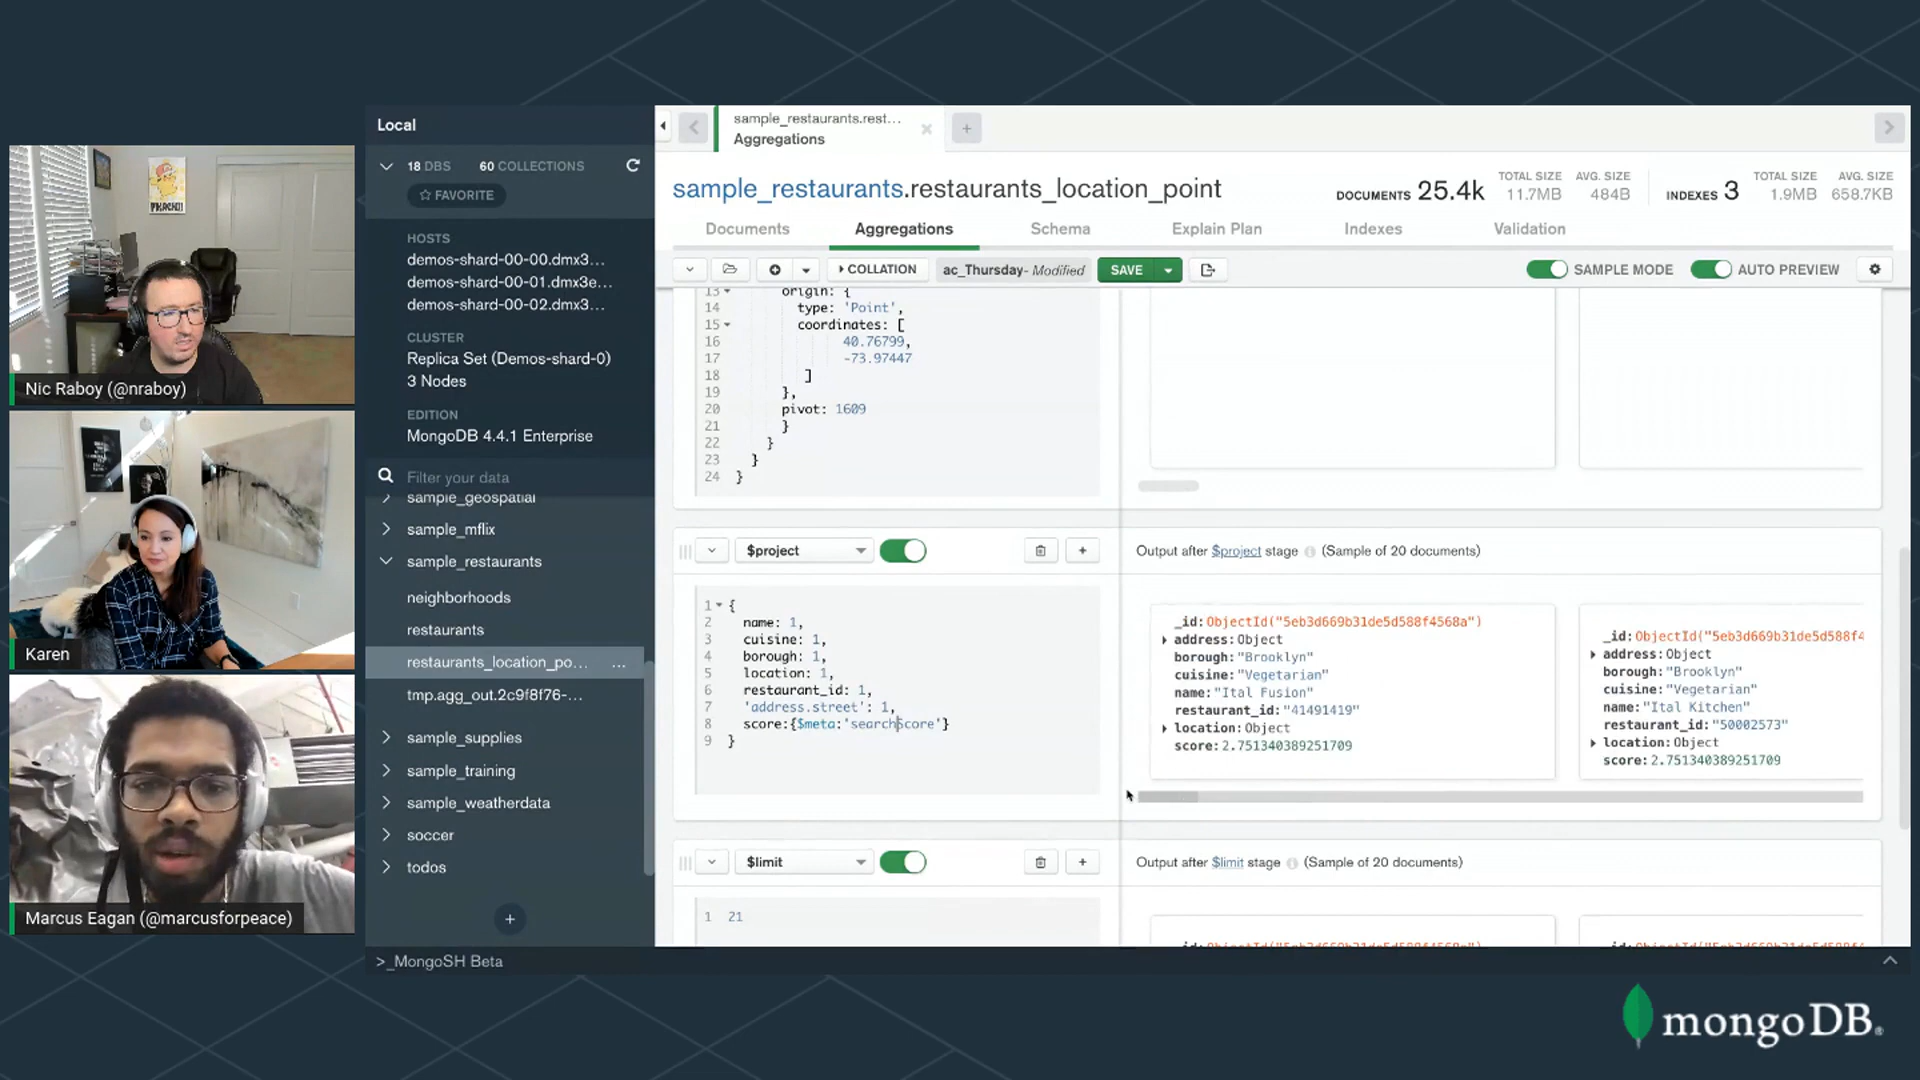 PIKACHU!
Nic Raboy (@nraboy)
Karen
Marcus Eagan (@marcusforpeace)
Local
18 DBS 60 COLLECTIONS
FAVORITE
HOSTS
demos-shard-00-00.dmx3...
demos-shard-00-01.dmx3e...
demos-shard-00-02.dmx3...
CLUSTER
Replica Set (Demos-shard-0)
3 Nodes
EDITION
MongoDB 4.4.1 Enterprise
Filter your data
sample_geospatial
sample_mflix
sample_restaurants
neighborhoods
restaurants
restaurants_location_po... ...
tmp.agg_out.2c9f8f76-...
sample_supplies
sample_training
sample_weatherdata
soccer
todos
+
>_MongoSH Beta
sample_restaurants.rest...
Aggregations
sample_restaurants.restaurants_location_point
DOCUMENTS 25.4k TOTAL SIZE 11.7MB AVG. SIZE 484B INDEXES 3 TOTAL SIZE 1.9MB AVG. SIZE 658.7KB
Documents Aggregations Schema Explain Plan Indexes Validation
COLLATION ac_Thursday- Modified SAVE SAMPLE MODE AUTO PREVIEW
13 origin: {
14 type: 'Point',
15 coordinates: [
16 40.76799,
17 -73.97447
18 ]
19 },
20 pivot: 1609
21 }
22 }
23 }
24 }
$project
Output after $project stage (Sample of 20 documents)
1 {
2 name: 1,
3 cuisine: 1,
4 borough: 1,
5 location: 1,
6 restaurant_id: 1,
7 'address.street': 1,
8 score:{$meta:'searchScore'}
9 }
_id:ObjectId("5eb3d669b31de5d588f4568a")
address:Object
borough:"Brooklyn"
cuisine:"Vegetarian"
name:"Ital Fusion"
restaurant_id:"41491419"
location:Object
score:2.751340389251709
_id:ObjectId("5eb3d669b31de5d588f4
address:Object
borough:"Brooklyn"
cuisine:"Vegetarian"
name:"Ital Kitchen"
restaurant_id:"50002573"
location:Object
score:2.751340389251709
$limit
Output after $limit stage (Sample of 20 documents)
1 21
mongoDB®